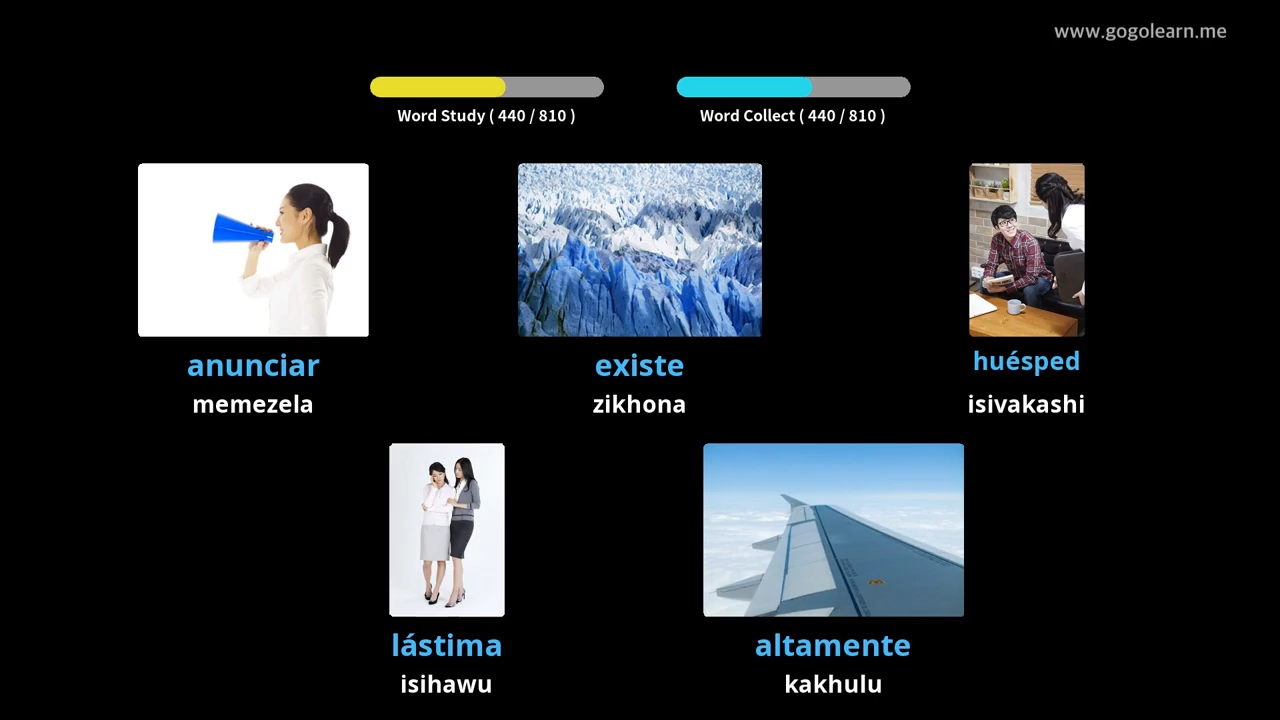 www.gogolearn.me
Word Study ( 440 / 810 )
Word Collect ( 440 / 810 )
anunciar
memezela
existe
zikhona
huésped
isivakashi
lástima
isihawu
altamente
kakhulu